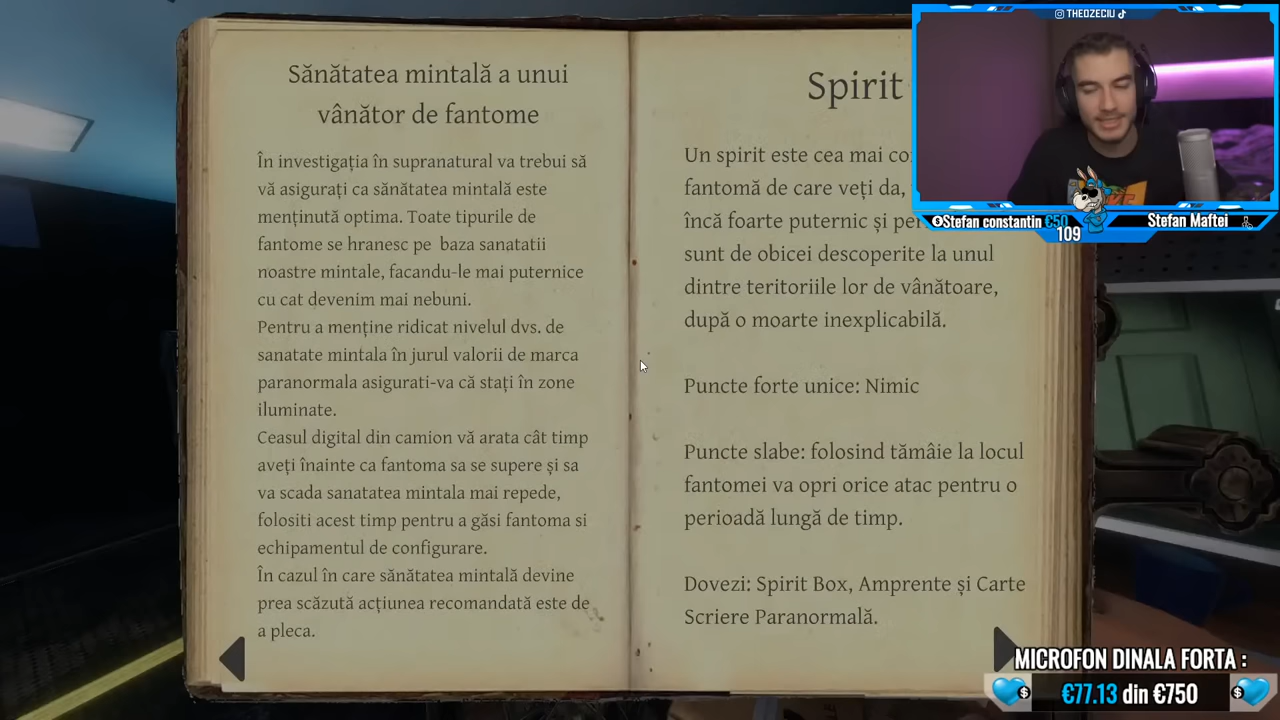 Sănătatea mintală a unui
vânător de fantome
În investigația în supranatural va trebui să
vă asigurați ca sănătatea mintală este
menținută optima. Toate tipurile de
fantome se hranesc pe baza sanatatii
noastre mintale, facandu-le mai puternice
cu cat devenim mai nebuni.
Pentru a menține ridicat nivelul dvs. de
sanatate mintala în jurul valorii de marca
paranormala asigurati-va că stați în zone
iluminate.
Ceasul digital din camion vă arata cât timp
aveți înainte ca fantoma sa se supere și sa
va scada sanatatea mintala mai repede,
folositi acest timp pentru a găsi fantoma si
echipamentul de configurare.
În cazul în care sănătatea mintală devine
prea scăzută acțiunea recomandată este de
a pleca.
Spirit
Un spirit este cea mai
fantomă de care veți da,
încă foarte puternic și
sunt de obicei descoperite la unul
dintre teritoriile lor de vânătoare,
după o moarte inexplicabilă.
Puncte forte unice: Nimic
Puncte slabe: folosind tămâie la locul
fantomei va opri orice atac pentru o
perioadă lungă de timp.
Dovezi: Spirit Box, Amprente și Carte
Scriere Paranormală.
THEOZECIU
Stefan constantin €50
Stefan Maftei
109
MICROFON DINALA FORTA :
€77.13 din €750